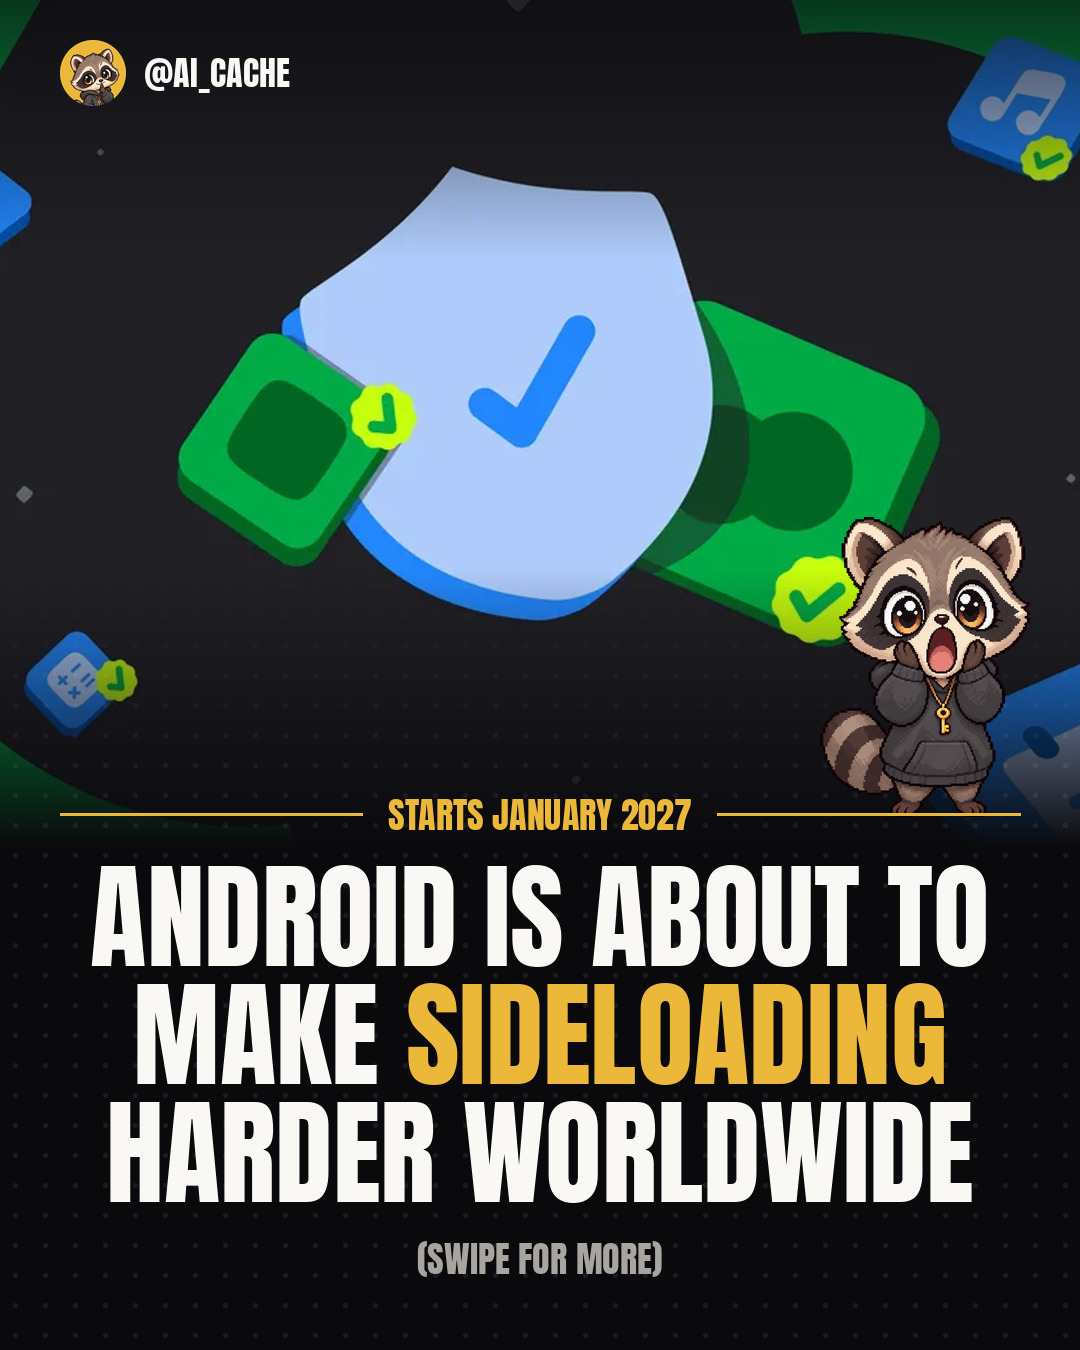 @AI_CACHE
STARTS JANUARY 2027
ANDROID IS ABOUT TO
MAKE SIDELOADING
HARDER WORLDWIDE
(SWIPE FOR MORE)